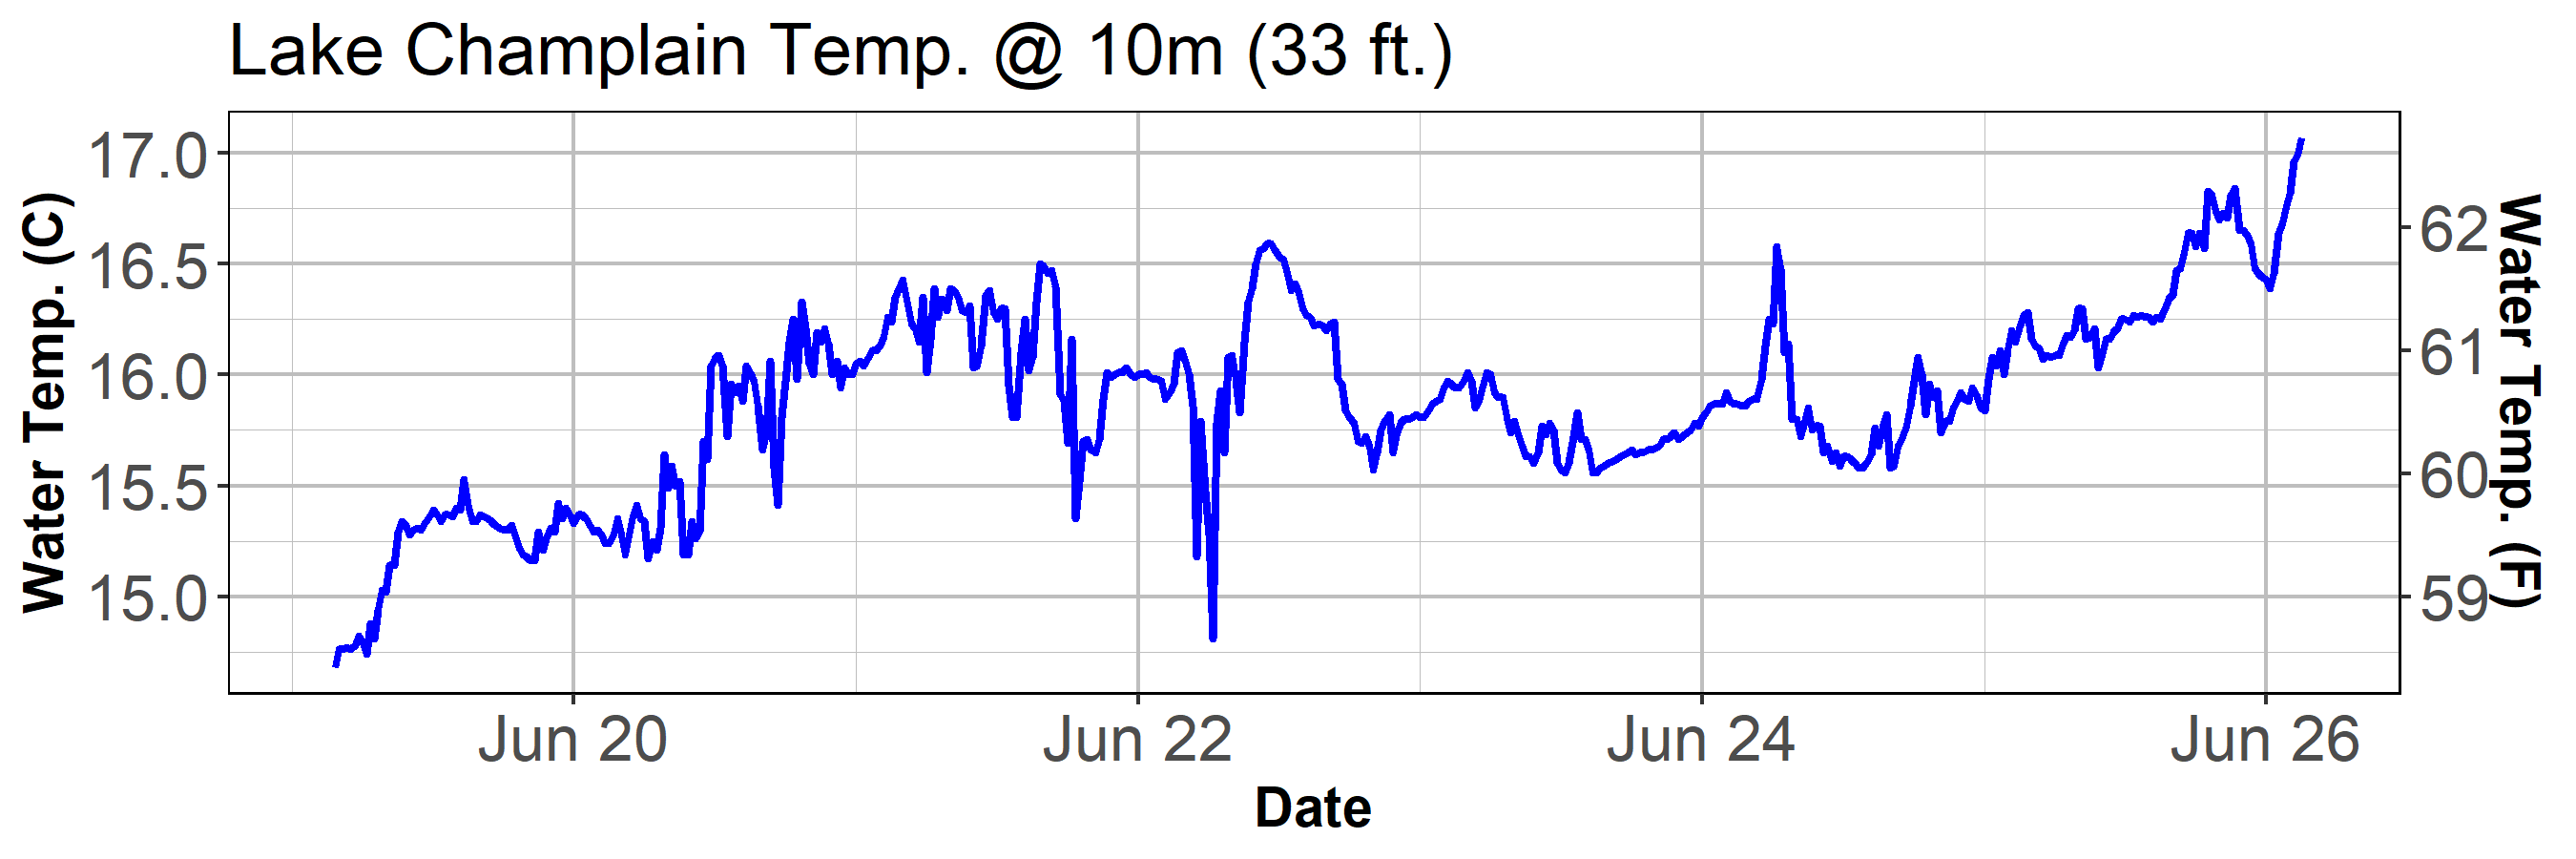 Lake Champlain Temp. @ 10m (33 ft.)
Water Temp. (C)
17.0
16.5
16.0
15.5
15.0
62
61
60
59
Water Temp. (F)
Jun 20 Jun 22 Jun 24 Jun 26
Date